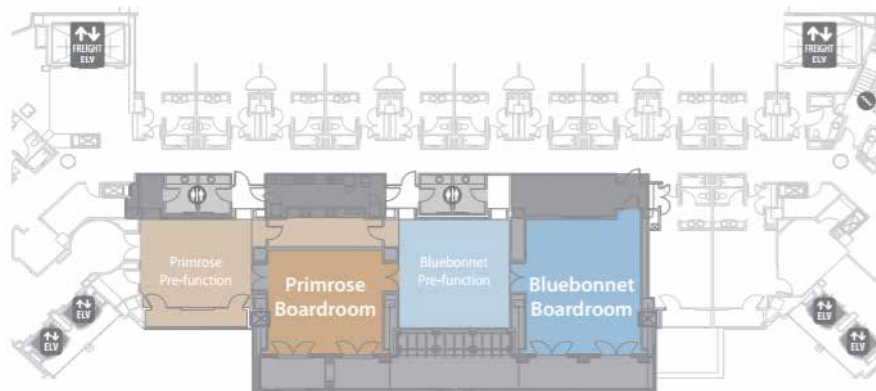 FREIGHT
ELV
FREIGHT
ELV
Primrose
Pre-function
Primrose
Boardroom
Bluebonnet
Pre-function
Bluebonnet
Boardroom
ELV
ELV
ELV
ELV